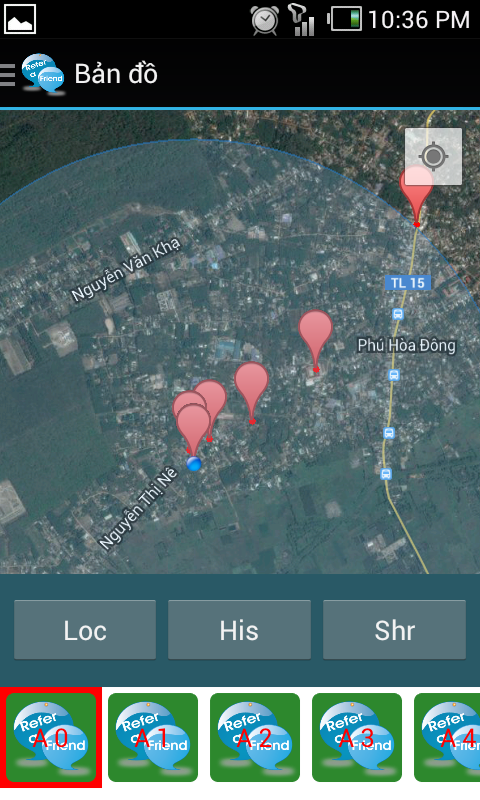 10:36 PM
Bản đồ
Refer
a
Friend
Nguyễn Văn Khạ
TL 15
Phú Hòa Đông
Nguyễn Thị Nê
Loc
His
Shr
Refer
a
Friend
A 0
Refer
a
Friend
A 1
Refer
a
Friend
A 2
Refer
a
Friend
A 3
Refer
a
Friend
A 4